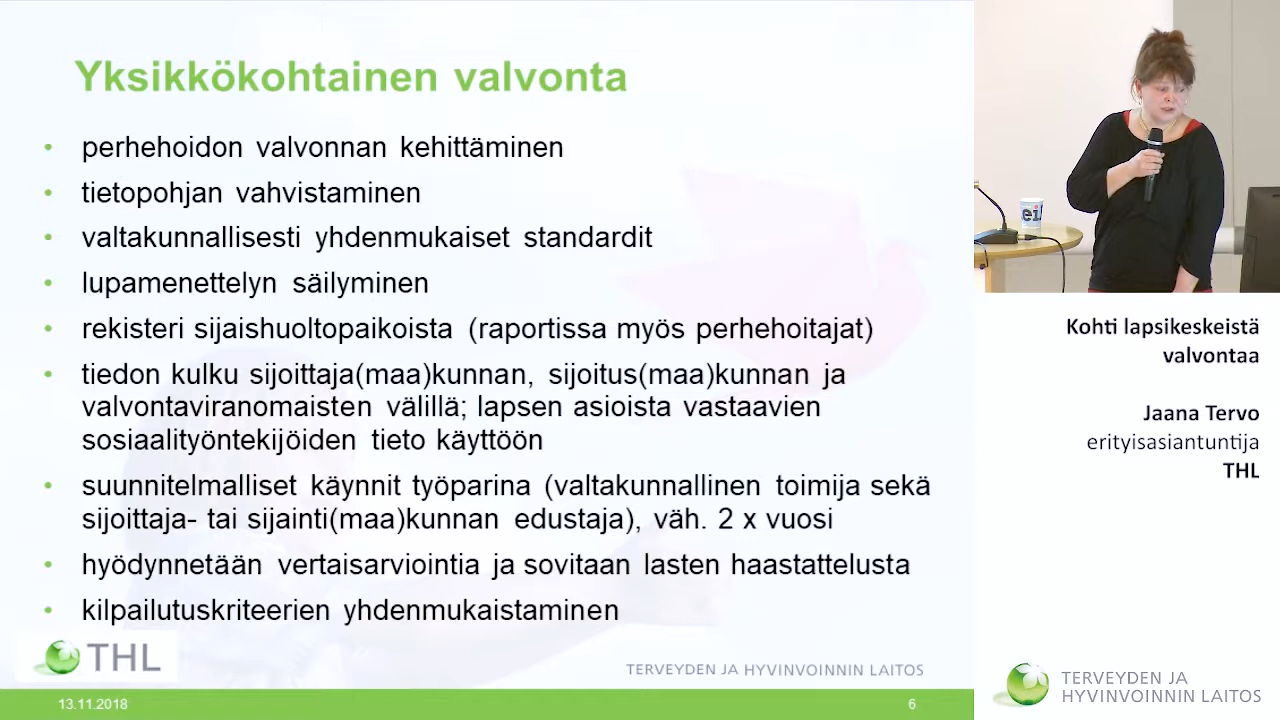 Yksikkökohtainen valvonta
• perhehoidon valvonnan kehittäminen
• tietopohjan vahvistaminen
• valtakunnallisesti yhdenmukaiset standardit
• lupamenettelyn säilyminen
• rekisteri sijaishuoltopaikoista (raportissa myös perhehoitajat)
• tiedon kulku sijoittaja(maa)kunnan, sijoitus(maa)kunnan ja
valvontaviranomaisten välillä; lapsen asioista vastaavien
sosiaalityöntekijöiden tieto käyttöön
• suunnitelmalliset käynnit työparina (valtakunnallinen toimija sekä
sijoittaja- tai sijainti(maa)kunnan edustaja), väh. 2 x vuosi
• hyödynnetään vertaisarviointia ja sovitaan lasten haastattelusta
• kilpailutuskriteerien yhdenmukaistaminen
THL
TERVEYDEN JA HYVINVOINNIN LAITOS
13.11.2018
6
ei
Kohti lapsikeskeistä
valvontaa
Jaana Tervo
erityisasiantuntija
THL
TERVEYDEN JA
HYVINVOINNIN LAITOS